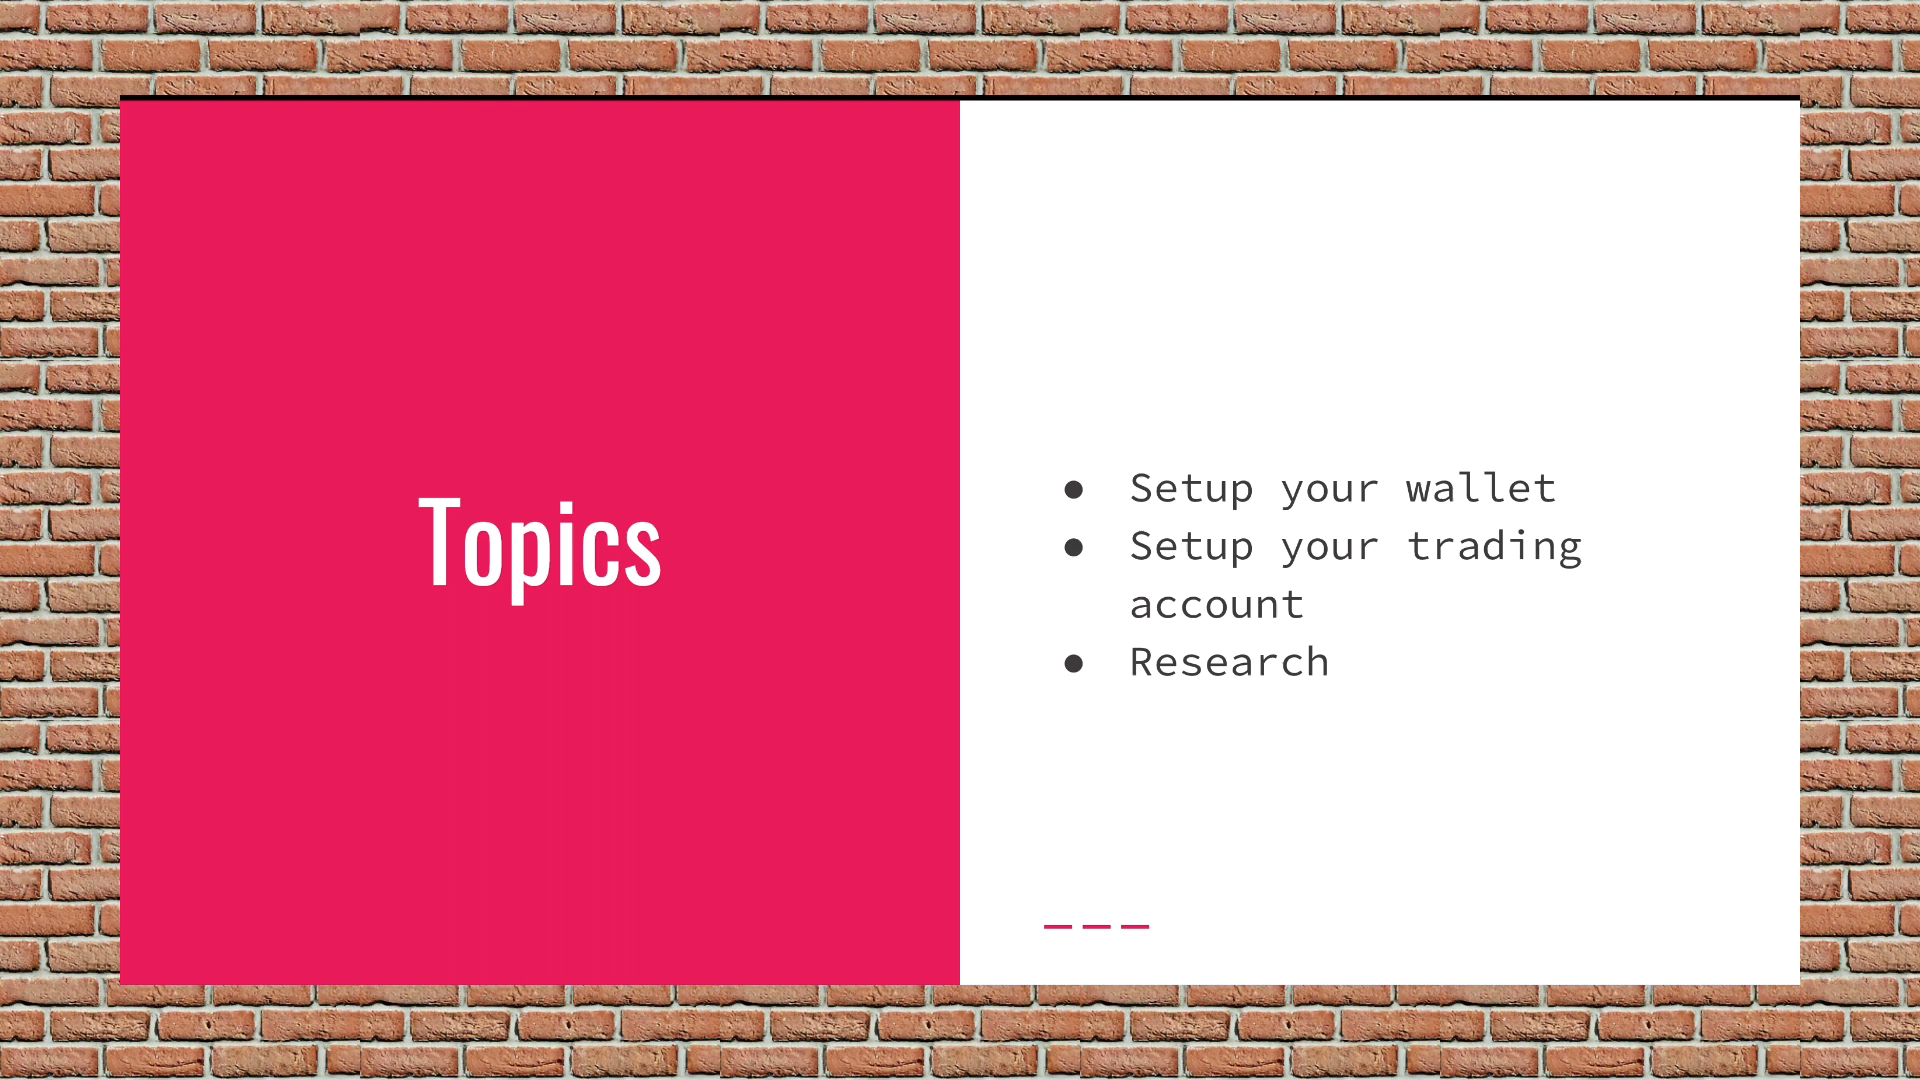 Topics
● Setup your wallet
● Setup your trading
account
● Research